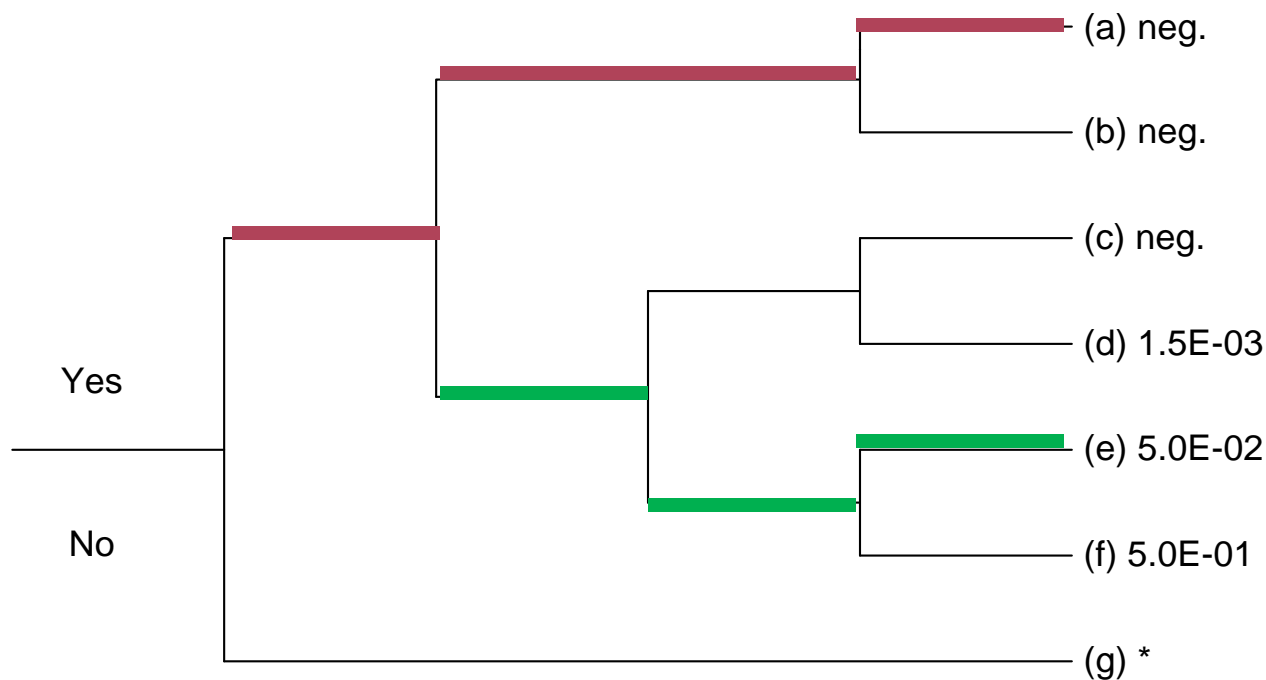 (a) neg.
(b) neg.
(c) neg.
(d) 1.5E-03
Yes
(e) 5.0E-02
No
(f) 5.0E-01
(g) *